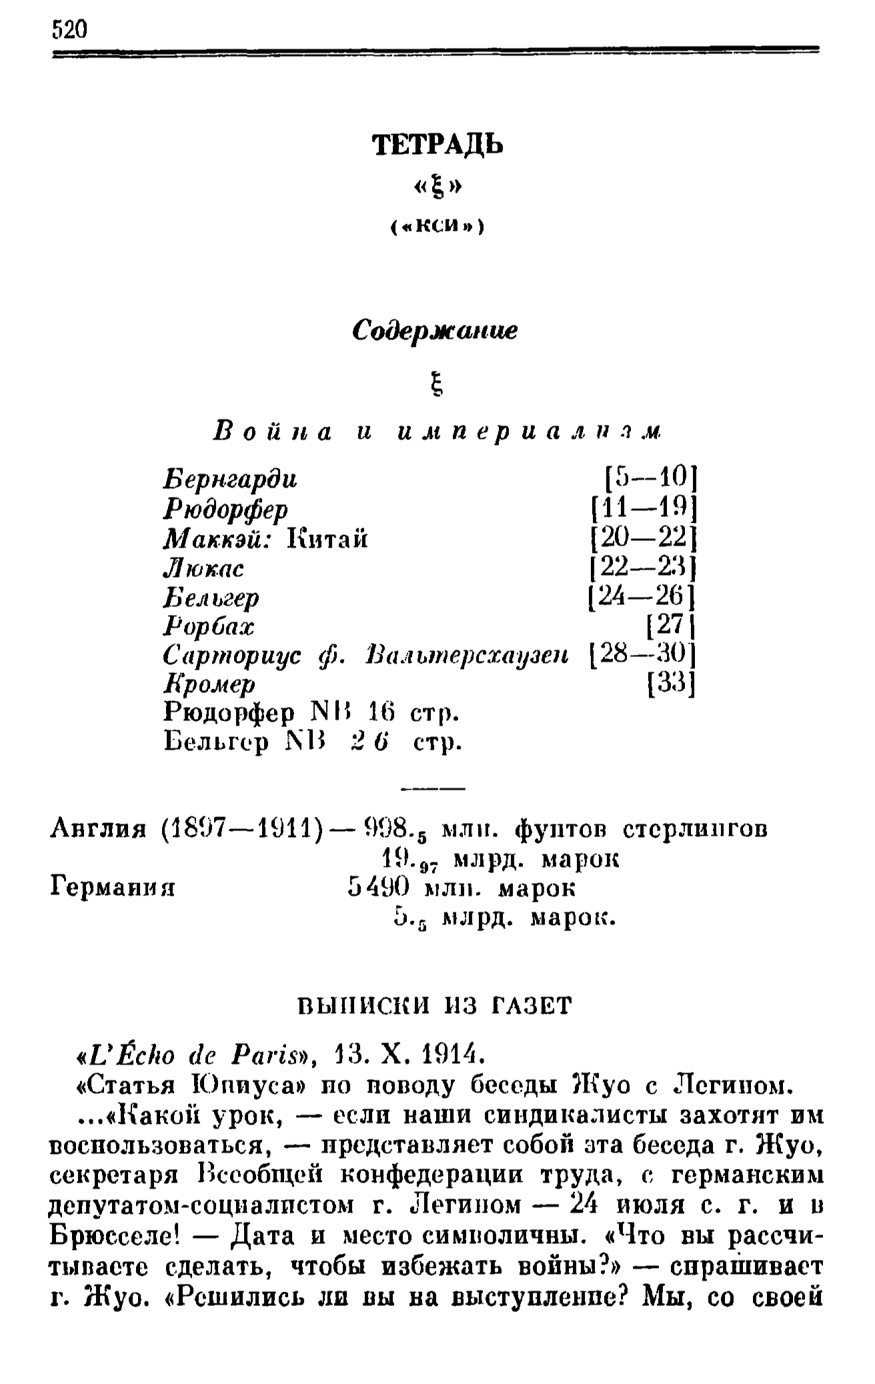 520
ТЕТРАДЬ
«ξ»
(«кси»)
Содержание
ξ
Война и империализм
Бернгарди [5—10]
Рюдорфер [11—19]
Маккэй: Китай [20—22]
Люкас [22—23]
Бельгер [24—26]
Рорбах [27]
Сарториус ф. Вальтерсхаузен [28—30]
Кромер [33]
Рюдорфер NB 16 стр.
Бельгер NB 26 стр.
Англия (1897—1911) — 998.5 млн. фунтов стерлингов
19.97 млрд. марок
Германия 5490 млн. марок
5.5 млрд. марок.
ВЫПИСКИ ИЗ ГАЗЕТ
«L'Écho de Paris», 13. X. 1914.
«Статья Юниуса» по поводу беседы Жуо с Легином.
...«Какой урок, — если наши синдикалисты захотят им
воспользоваться, — представляет собой эта беседа г. Жуо,
секретаря Всеобщей конфедерации труда, с германским
депутатом-социалистом г. Легином — 24 июля с. г. и в
Брюсселе! — Дата и место символичны. «Что вы рассчи-
тываете сделать, чтобы избежать войны?» — спрашивает
г. Жуо. «Решились ли вы на выступление? Мы, со своей